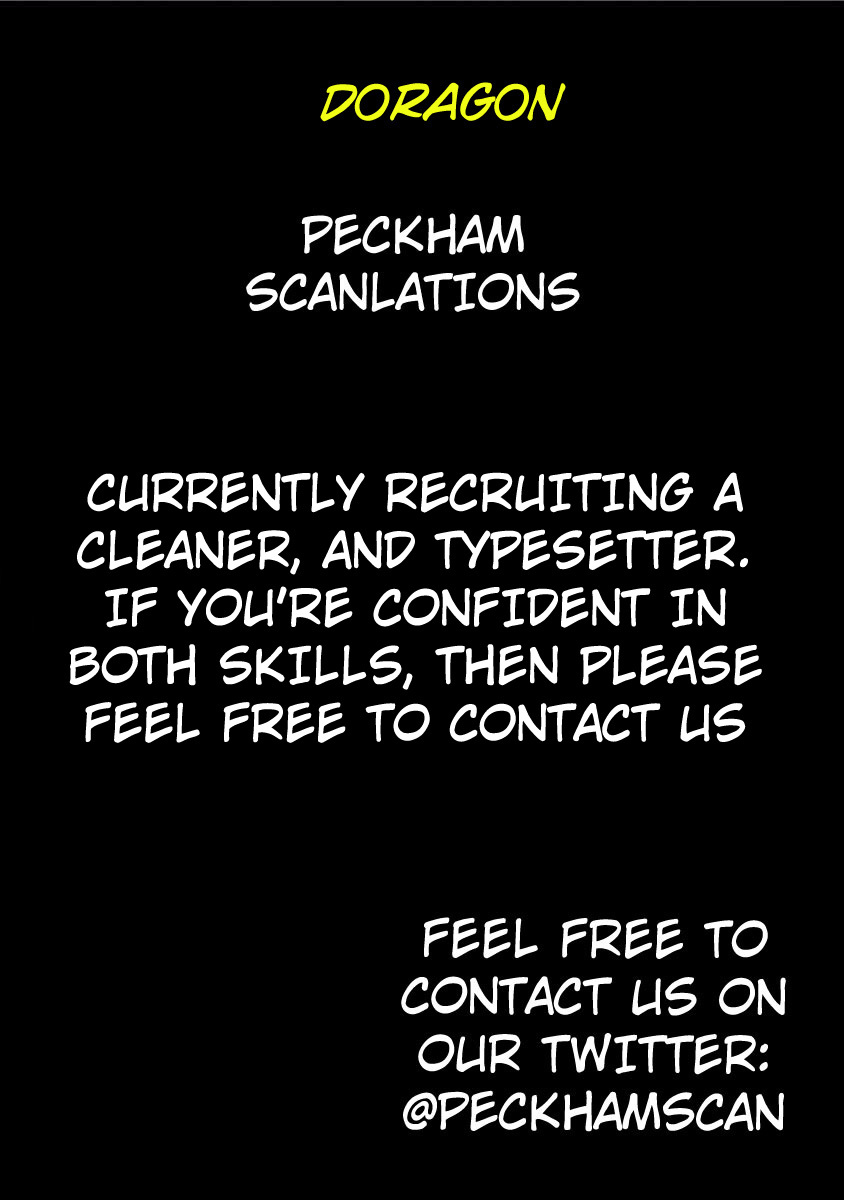 DORAGON
PECKHAM
SCANLATIONS
CURRENTLY RECRUITING A
CLEANER, AND TYPESETTER.
IF YOU'RE CONFIDENT IN
BOTH SKILLS, THEN PLEASE
FEEL FREE TO CONTACT US
FEEL FREE TO
CONTACT US ON
OUR TWITTER:
@PECKHAMSCAN